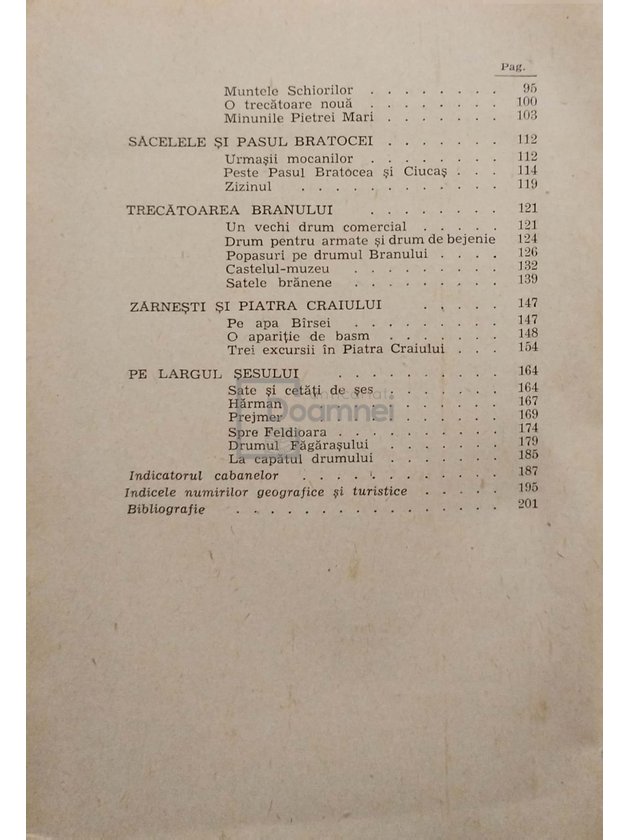 Pag.
Muntele Schiorilor . . . . . . . . 95
O trecătoare nouă . . . . . . . . 100
Minunile Pietrei Mari . . . . . . . 103
SĂCELELE ȘI PASUL BRATOCEI . . . . . . . 112
Urmașii mocanilor . . . . . . . . 112
Peste Pasul Bratocea și Ciucaș . . . 114
Zizinul . . . . . . . . . . . . 119
TRECĂTOAREA BRANULUI . . . . . . . . 121
Un vechi drum comercial . . . . . 121
Drum pentru armate și drum de bejenie 124
Popasuri pe drumul Branului . . . . 126
Castelul-muzeu . . . . . . . . . 132
Satele brănene . . . . . . . . . 139
ZĂRNEȘTI ȘI PIATRA CRAIULUI . . . . . 147
Pe apa Bîrsei . . . . . . . . . 147
O apariție de basm . . . . . . . 148
Trei excursii în Piatra Craiului . . . 154
PE LARGUL ȘESULUI . . . . . . . . . . 164
Sate și cetăți de șes . . . . . . . 164
Hărman . . . . . . . . . . . . 167
Prejmer . . . . . . . . . . . . 169
Spre Feldioara . . . . . . . . . . 174
Drumul Făgărașului . . . . . . . . 179
La capătul drumului . . . . . . . 185
Indicatorul cabanelor . . . . . . . . . . . 187
Indicele numirilor geografice și turistice . . . . . 195
Bibliografie . . . . . . . . . . . . . . . . 201